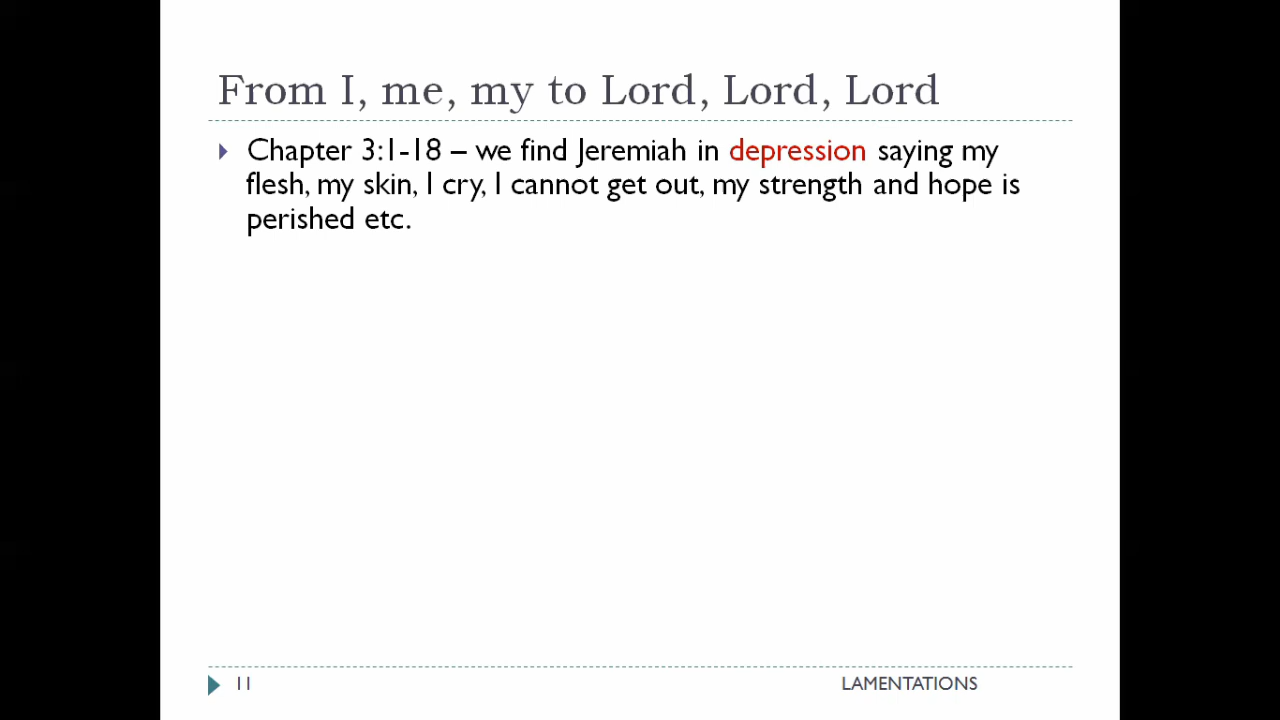 From I, me, my to Lord, Lord, Lord
Chapter 3:1-18 – we find Jeremiah in depression saying my
flesh, my skin, I cry, I cannot get out, my strength and hope is
perished etc.
11
LAMENTATIONS